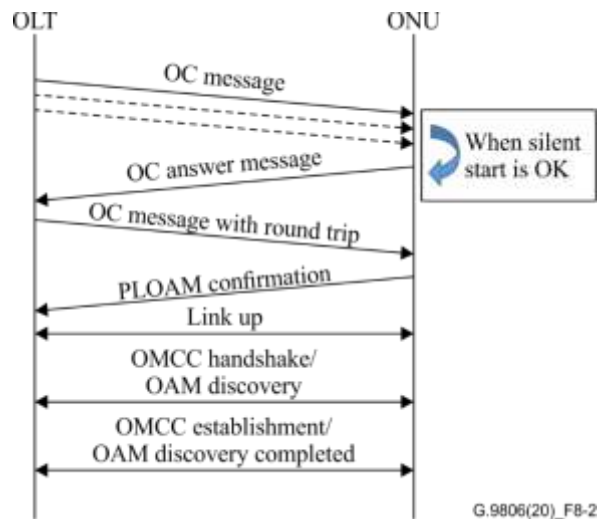 OLT
ONU
OC message
When silent
start is OK
OC answer message
OC message with round trip
PLOAM confirmation
Link up
OMCC handshake/
OAM discovery
OMCC establishment/
OAM discovery completed
G.9806(20)_F8-2